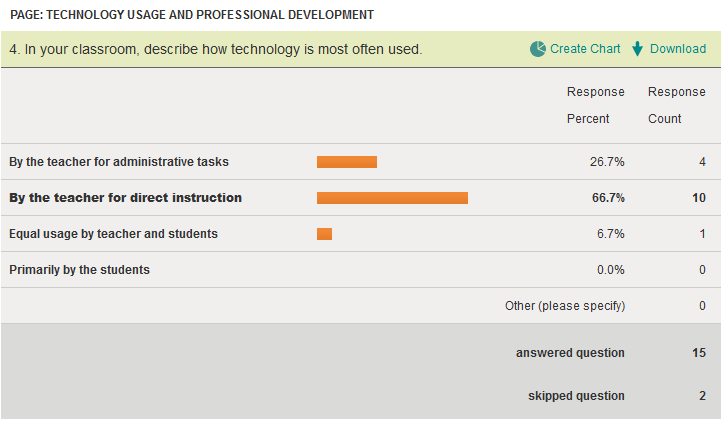 PAGE: TECHNOLOGY USAGE AND PROFESSIONAL DEVELOPMENT
4. In your classroom, describe how technology is most often used. Create Chart Download
Response Response
Percent Count
By the teacher for administrative tasks 26.7% 4
By the teacher for direct instruction 66.7% 10
Equal usage by teacher and students 6.7% 1
Primarily by the students 0.0% 0
Other (please specify) 0
answered question 15
skipped question 2